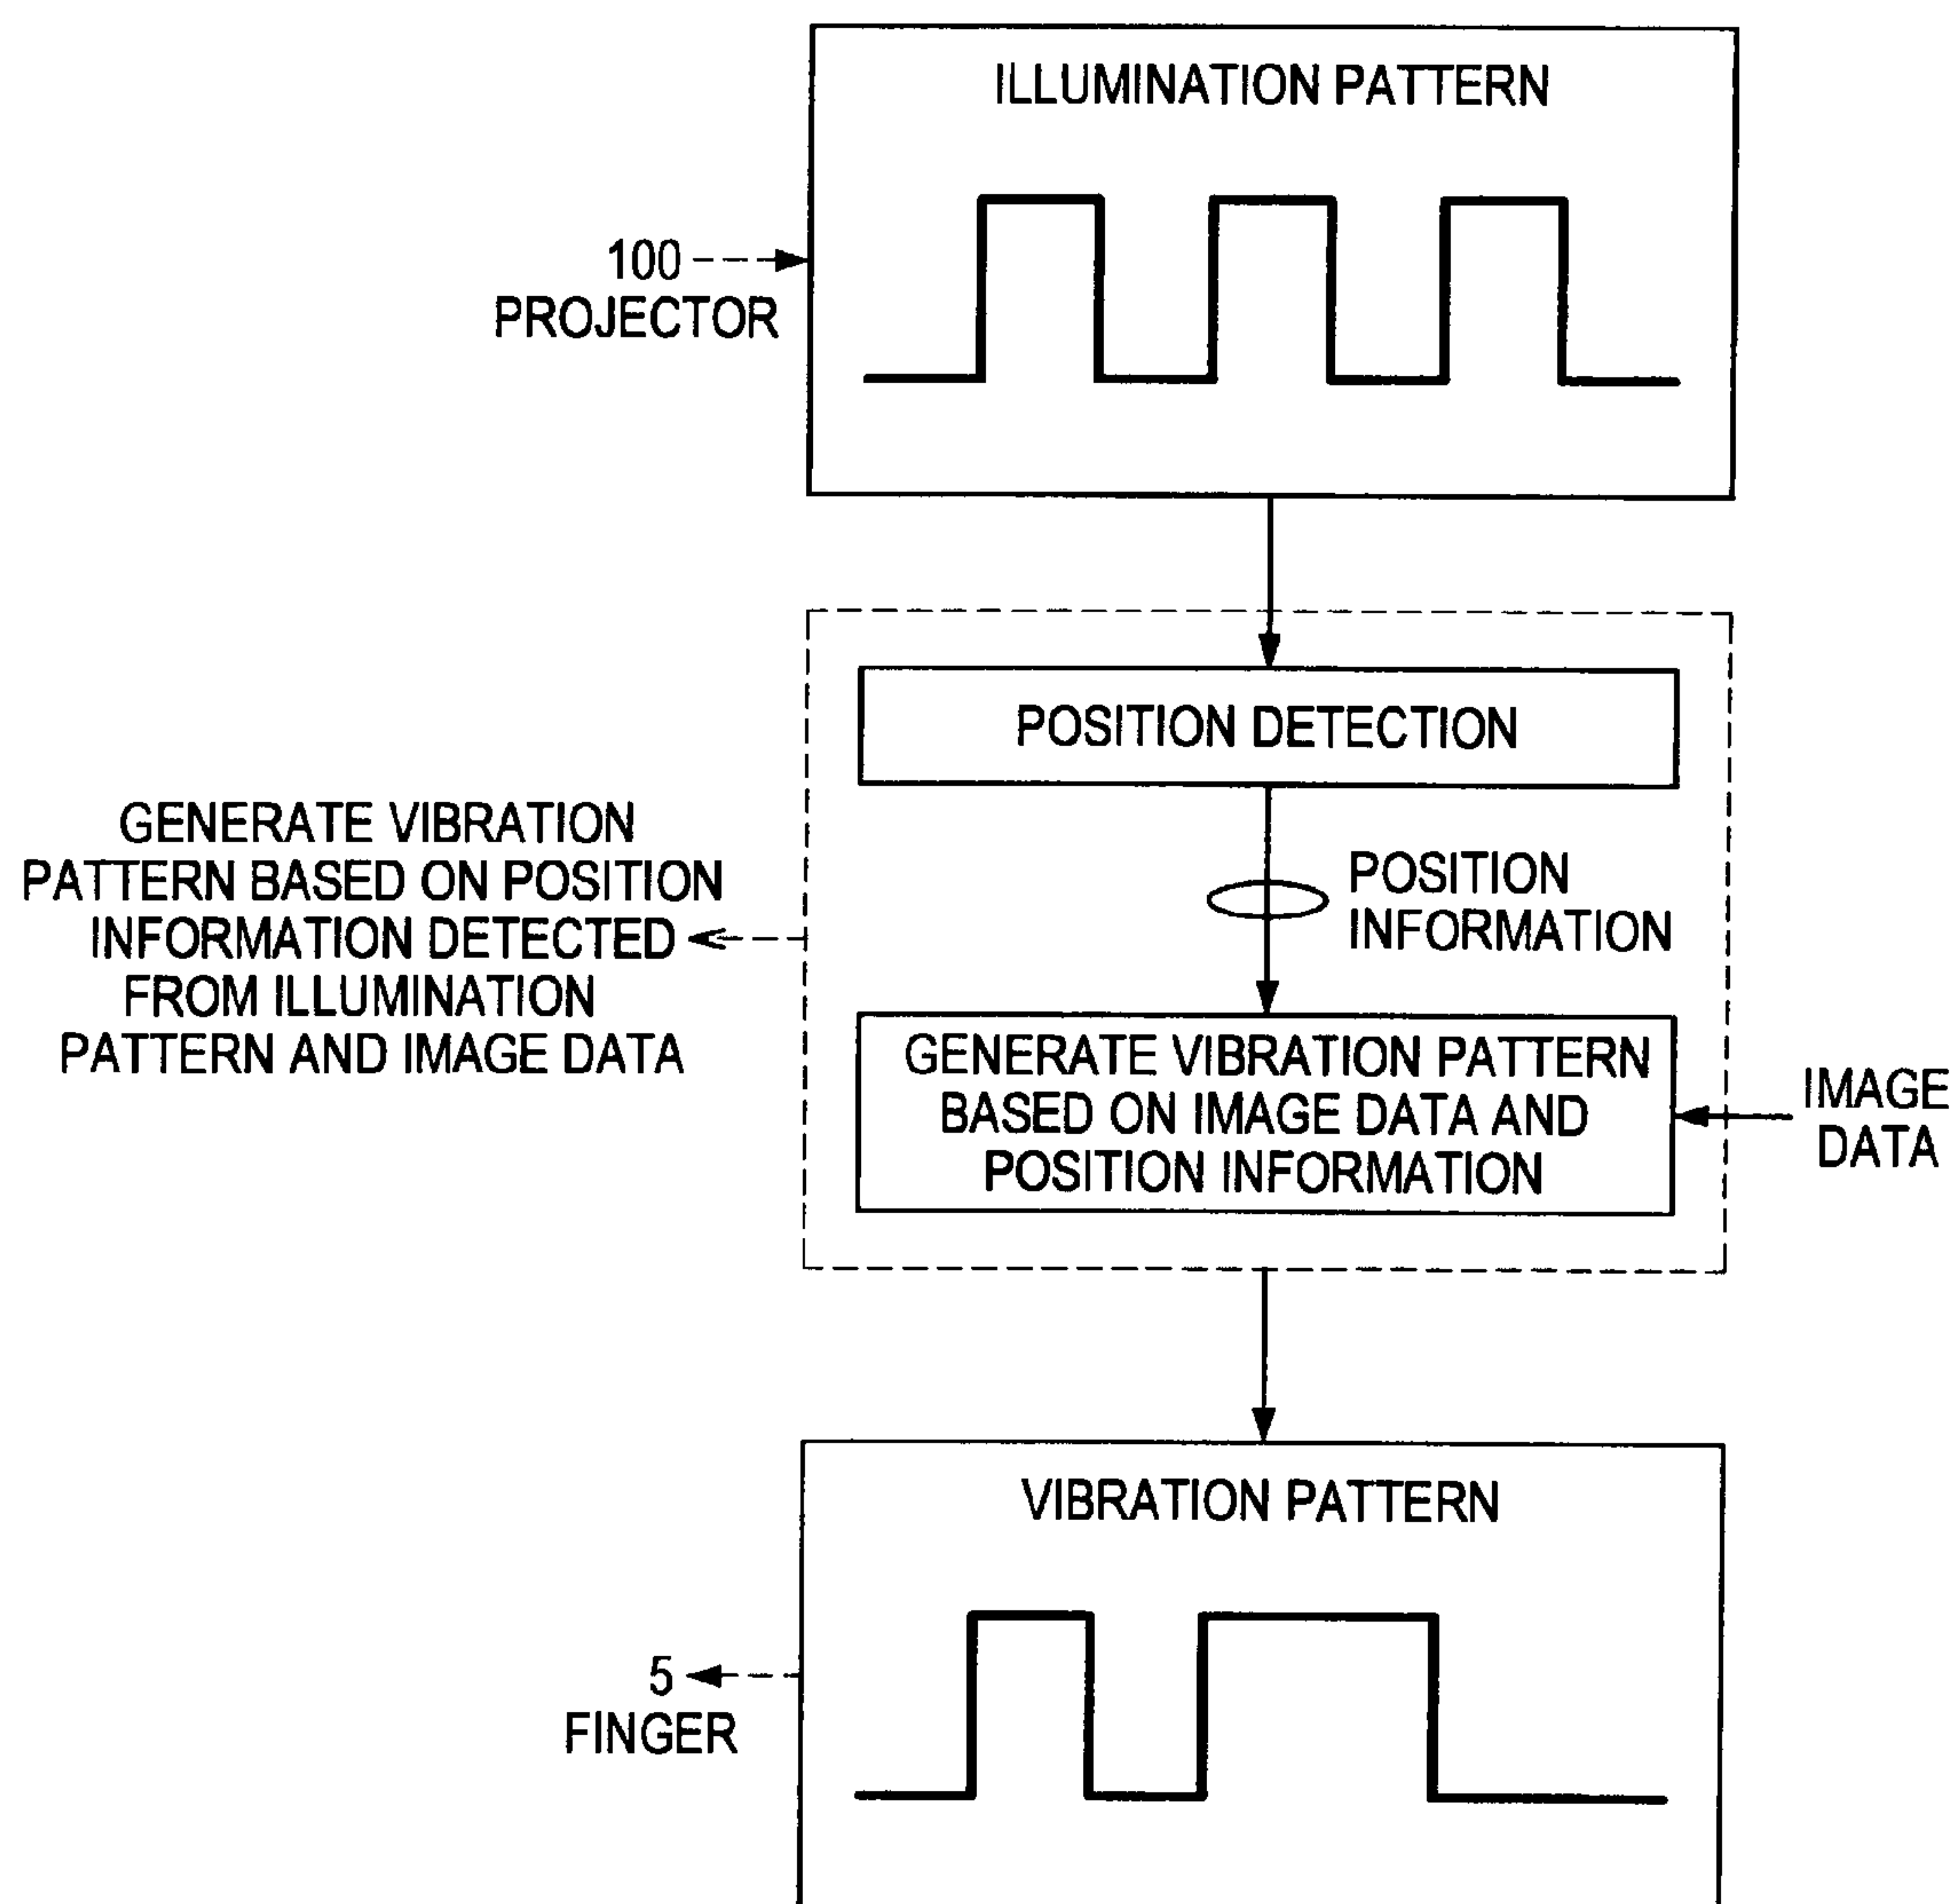 ILLUMINATION PATTERN
100
PROJECTOR
POSITION DETECTION
POSITION
INFORMATION
GENERATE VIBRATION
PATTERN BASED ON POSITION
INFORMATION DETECTED
FROM ILLUMINATION
PATTERN AND IMAGE DATA
GENERATE VIBRATION PATTERN
BASED ON IMAGE DATA AND
POSITION INFORMATION
IMAGE
DATA
VIBRATION PATTERN
5
FINGER